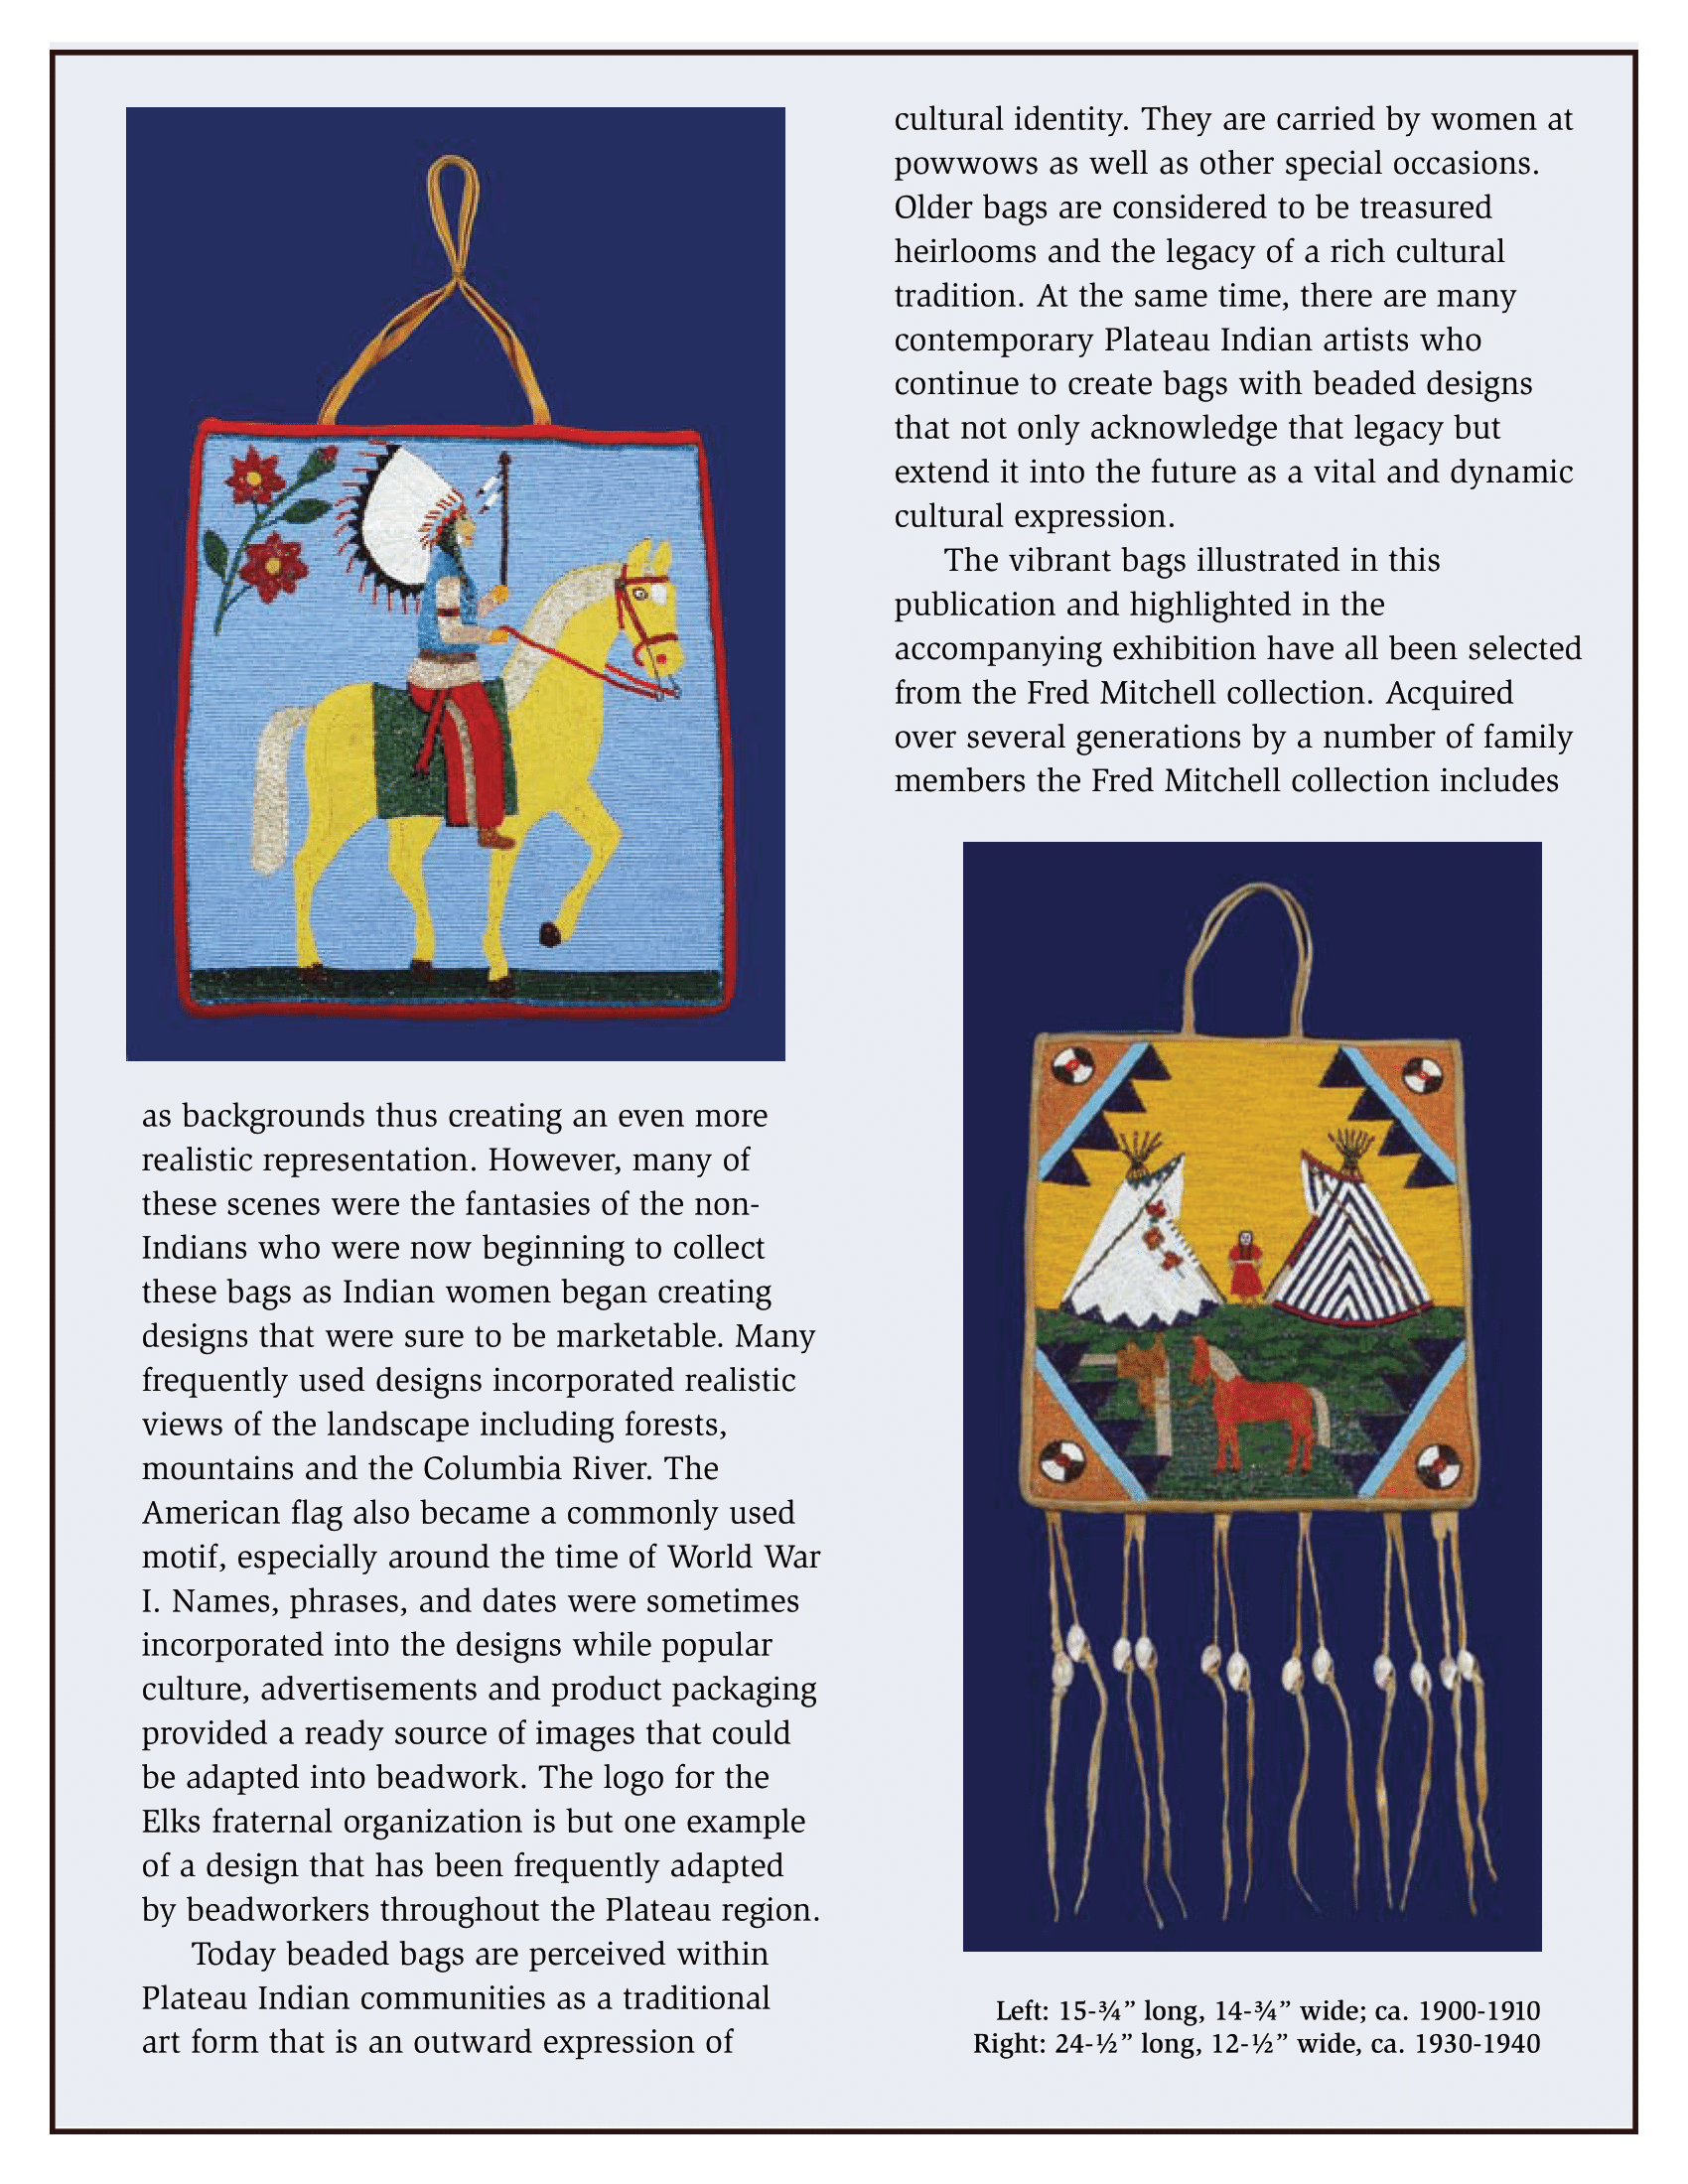 as backgrounds thus creating an even more
realistic representation. However, many of
these scenes were the fantasies of the non-
Indians who were now beginning to collect
these bags as Indian women began creating
designs that were sure to be marketable. Many
frequently used designs incorporated realistic
views of the landscape including forests,
mountains and the Columbia River. The
American flag also became a commonly used
motif, especially around the time of World War
I. Names, phrases, and dates were sometimes
incorporated into the designs while popular
culture, advertisements and product packaging
provided a ready source of images that could
be adapted into beadwork. The logo for the
Elks fraternal organization is but one example
of a design that has been frequently adapted
by beadworkers throughout the Plateau region.
Today beaded bags are perceived within
Plateau Indian communities as a traditional
art form that is an outward expression of
cultural identity. They are carried by women at
powwows as well as other special occasions.
Older bags are considered to be treasured
heirlooms and the legacy of a rich cultural
tradition. At the same time, there are many
contemporary Plateau Indian artists who
continue to create bags with beaded designs
that not only acknowledge that legacy but
extend it into the future as a vital and dynamic
cultural expression.
The vibrant bags illustrated in this
publication and highlighted in the
accompanying exhibition have all been selected
from the Fred Mitchell collection. Acquired
over several generations by a number of family
members the Fred Mitchell collection includes
Left: 15-¾” long, 14-¾” wide; ca. 1900-1910
Right: 24-½” long, 12-½” wide, ca. 1930-1940